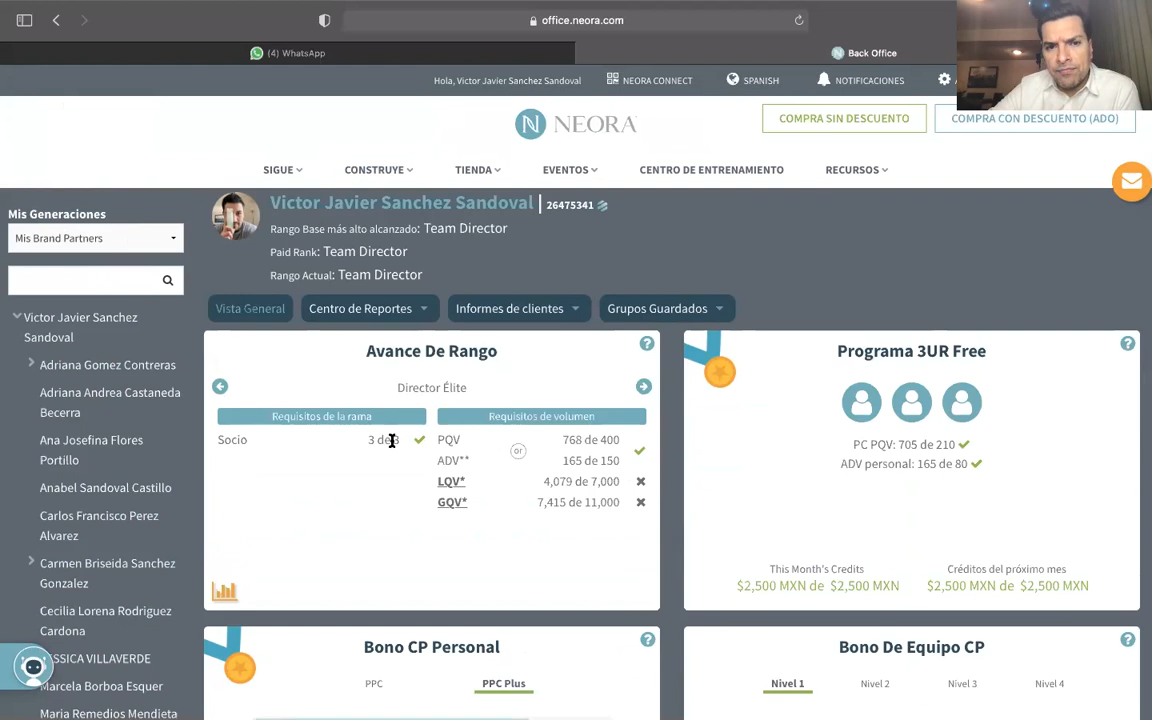 office.neora.com
(4) WhatsApp
Back Office
Hola, Victor Javier Sanchez Sandoval
NEORA CONNECT
SPANISH
NOTIFICACIONES
NEORA
COMPRA SIN DESCUENTO
COMPRA CON DESCUENTO (ADO)
SIGUE
CONSTRUYE
TIENDA
EVENTOS
CENTRO DE ENTRENAMIENTO
RECURSOS
Mis Generaciones
Mis Brand Partners
Victor Javier Sanchez
Sandoval
Adriana Gomez Contreras
Adriana Andrea Castaneda
Becerra
Ana Josefina Flores
Portillo
Anabel Sandoval Castillo
Carlos Francisco Perez
Alvarez
Carmen Briseida Sanchez
Gonzalez
Cecilia Lorena Rodriguez
Cardona
ESSICA VILLAVERDE
Marcela Borboa Esquer
Maria Remedios Mendieta
Victor Javier Sanchez Sandoval | 26475341
Rango Base más alto alcanzado: Team Director
Paid Rank: Team Director
Rango Actual: Team Director
Vista General
Centro de Reportes
Informes de clientes
Grupos Guardados
Avance De Rango
Director Élite
Requisitos de la rama
Socio 3 de 3
Requisitos de volumen
PQV 768 de 400
or
ADV** 165 de 150
LQV* 4,079 de 7,000
GQV* 7,415 de 11,000
Programa 3UR Free
PC PQV: 705 de 210
ADV personal: 165 de 80
This Month's Credits
$2,500 MXN de $2,500 MXN
Créditos del próximo mes
$2,500 MXN de $2,500 MXN
Bono CP Personal
PPC
PPC Plus
Bono De Equipo CP
Nivel 1
Nivel 2
Nivel 3
Nivel 4